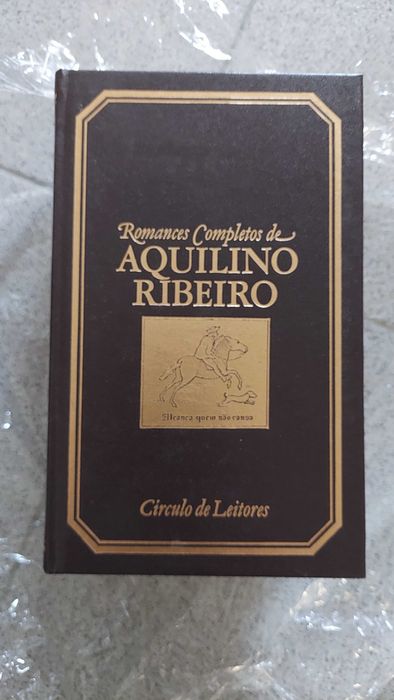 Romances Completos de
AQUILINO
RIBEIRO
Alcança quem não cansa
Círculo de Leitores